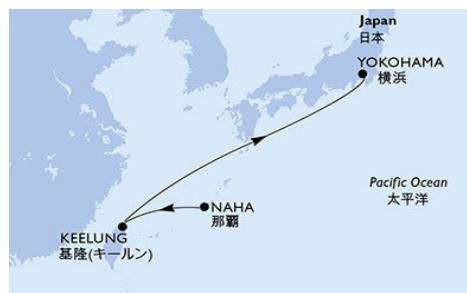 Japan
日本
YOKOHAMA
横浜
Pacific Ocean
太平洋
NAHA
那覇
KEELUNG
基隆(キールン)